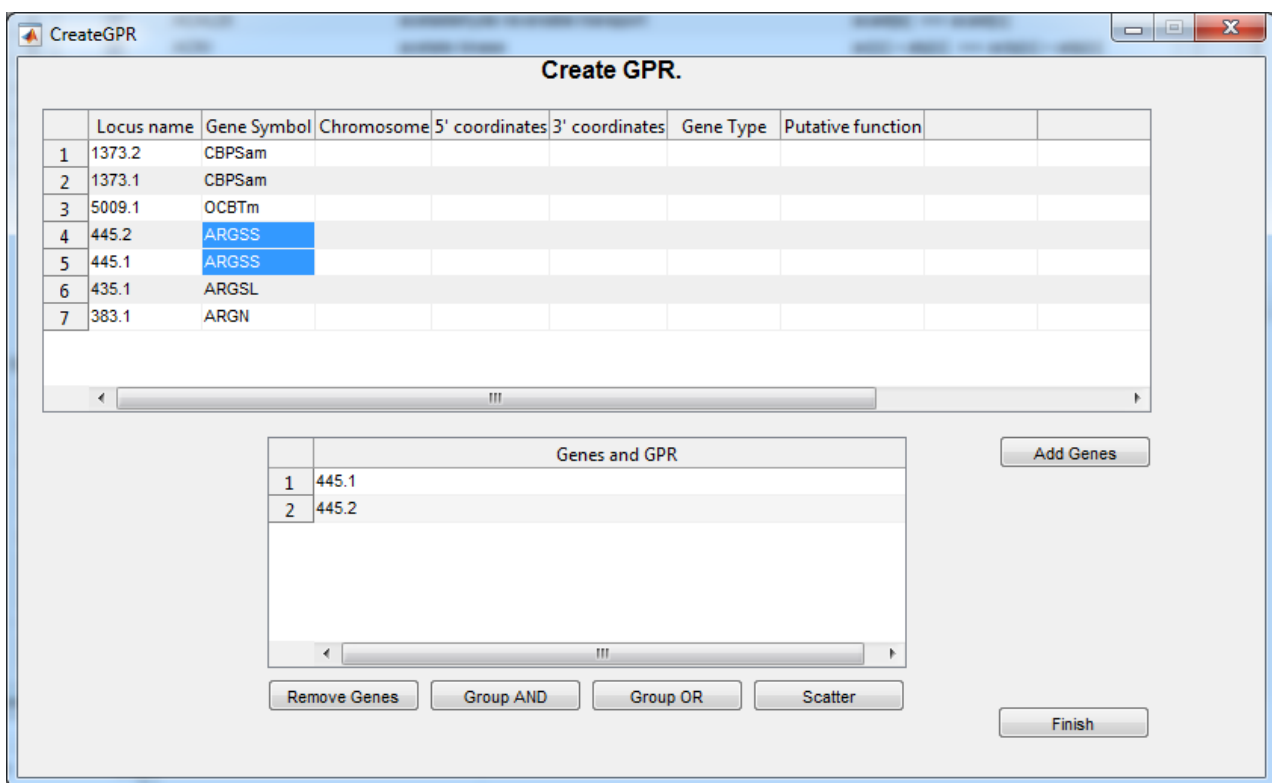 CreateGPR
Create GPR.
Locus name Gene Symbol Chromosome 5' coordinates 3' coordinates Gene Type Putative function
1 1373.2 CBPSam
2 1373.1 CBPSam
3 5009.1 OCBTm
4 445.2 ARGSS
5 445.1 ARGSS
6 435.1 ARGSL
7 383.1 ARGN
Genes and GPR
1 445.1
2 445.2
Add Genes
Remove Genes Group AND Group OR Scatter
Finish